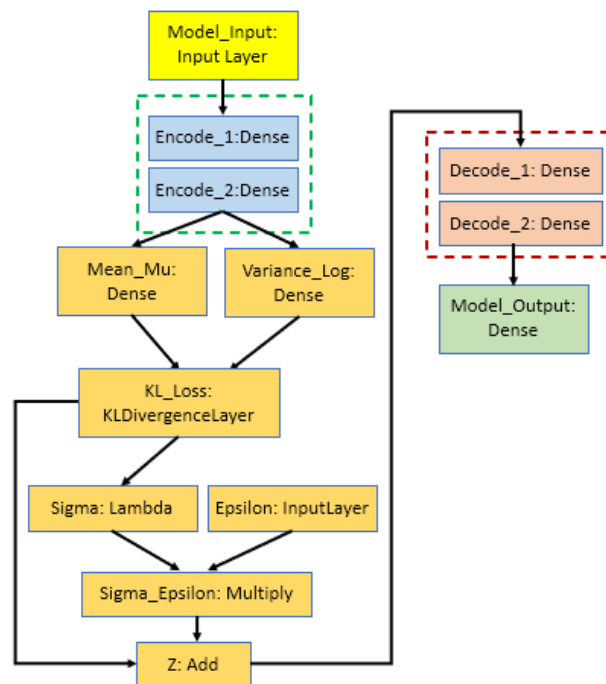 Model_Input:
Input Layer
Encode_1:Dense
Encode_2:Dense
Mean_Mu:
Dense
Variance_Log:
Dense
KL_Loss:
KLDivergenceLayer
Sigma: Lambda
Epsilon: InputLayer
Sigma_Epsilon: Multiply
Z: Add
Decode_1: Dense
Decode_2: Dense
Model_Output:
Dense